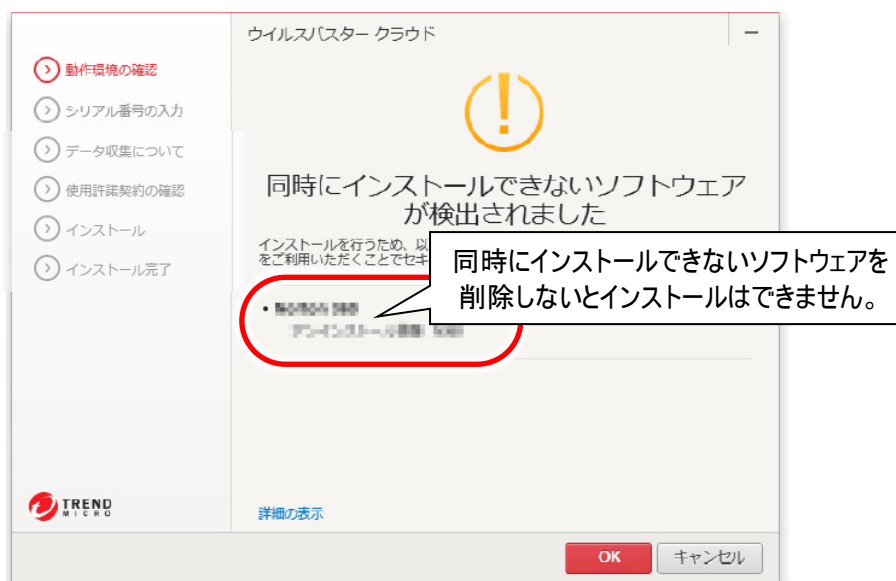 ウイルスバスター クラウド
動作環境の確認
シリアル番号の入力
データ収集について
使用許諾契約の確認
インストール
インストール完了
同時にインストールできないソフトウェア
が検出されました
インストールを行うため、以
をご利用いただくことでセキ
同時にインストールできないソフトウェアを
削除しないとインストールはできません。
TREND
MICRO
詳細の表示
OK
キャンセル